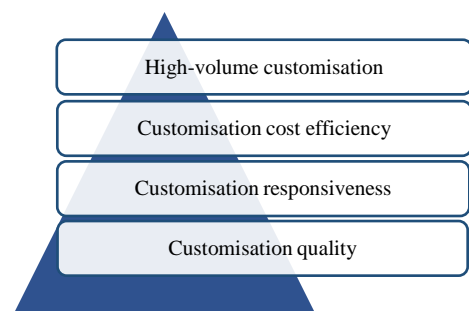 High-volume customisation
Customisation cost efficiency
Customisation responsiveness
Customisation quality